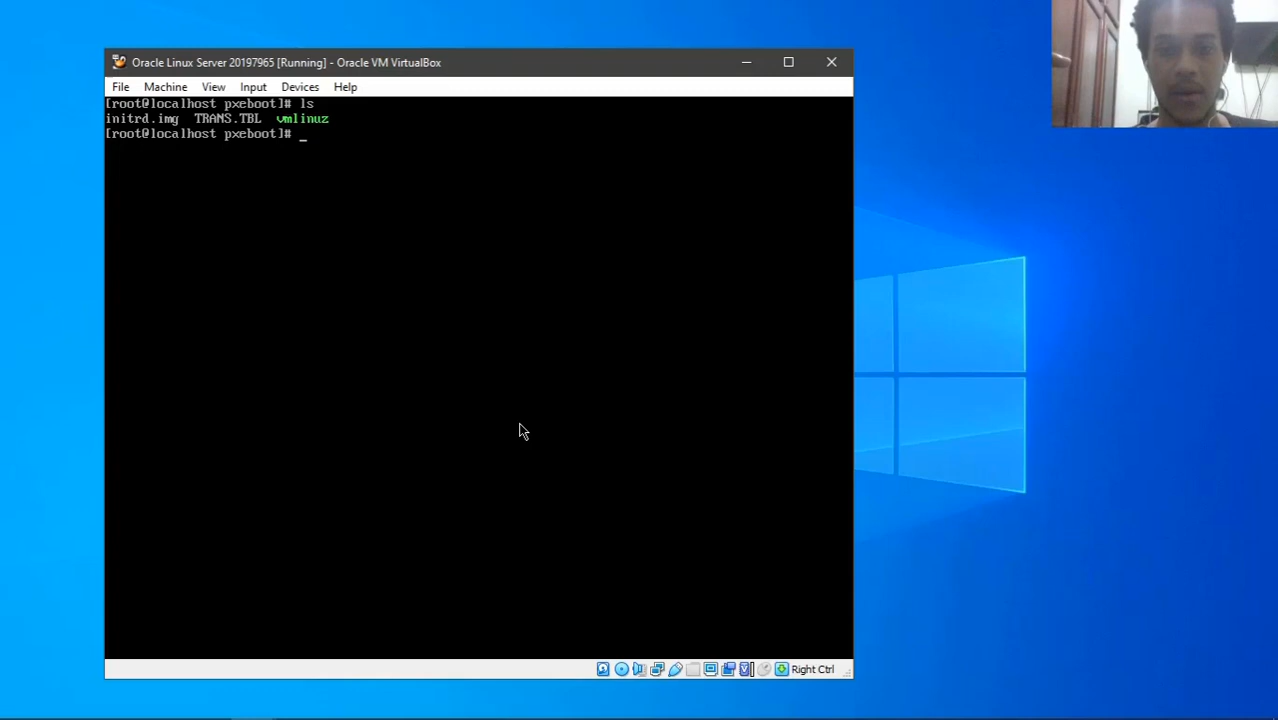 Oracle Linux Server 20197965 [Running] - Oracle VM VirtualBox
File Machine View Input Devices Help
[root@localhost pxeboot]# ls
initrd.img TRANS.TBL vmlinuz
[root@localhost pxeboot]# _
Right Ctrl